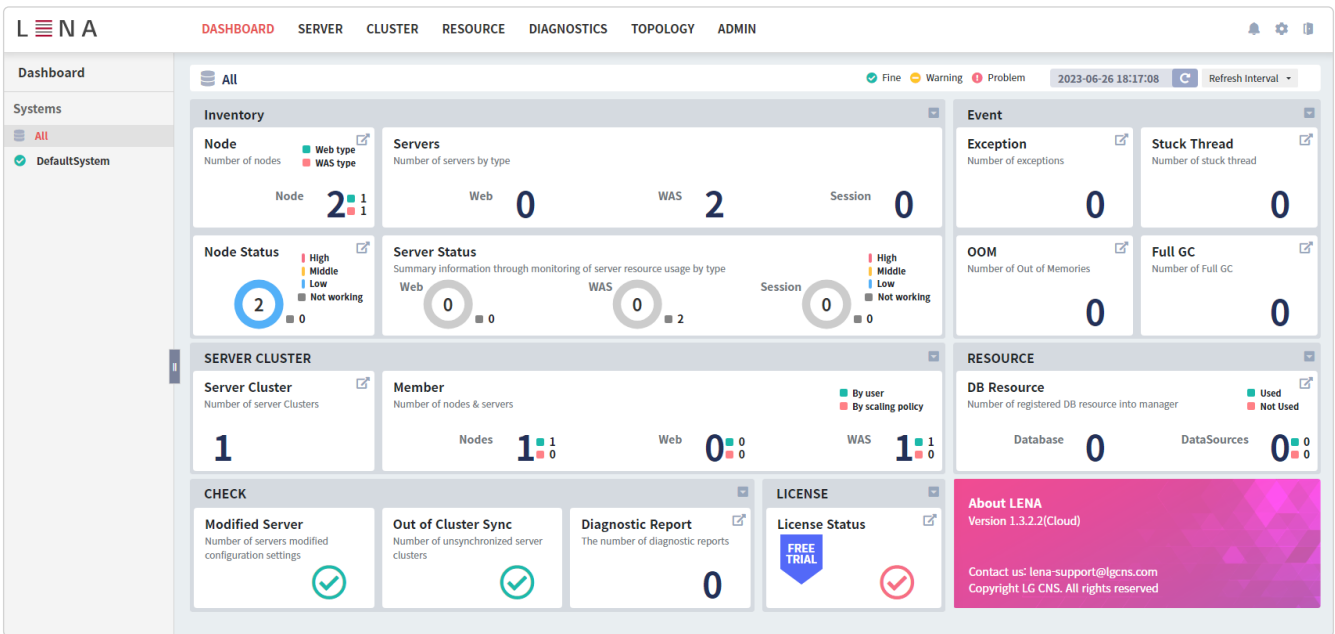 LENA
DASHBOARD SERVER CLUSTER RESOURCE DIAGNOSTICS TOPOLOGY ADMIN
Dashboard
Systems
All
DefaultSystem
All
Fine Warning Problem
2023-06-26 18:17:08
Refresh Interval
Inventory
Node
Number of nodes
Web type
WAS type
Node 2 1
1
Servers
Number of servers by type
Web 0 WAS 2 Session 0
Node Status
High
Middle
Low
Not working
2
0
Server Status
Summary information through monitoring of server resource usage by type
High
Middle
Low
Not working
Web 0 0
WAS 0 2
Session 0 0
Event
Exception
Number of exceptions
0
Stuck Thread
Number of stuck thread
0
OOM
Number of Out of Memories
0
Full GC
Number of Full GC
0
SERVER CLUSTER
Server Cluster
Number of server Clusters
1
Member
Number of nodes & servers
By user
By scaling policy
Nodes 1 1
0
Web 0 0
0
WAS 1 1
0
RESOURCE
DB Resource
Number of registered DB resource into manager
Used
Not Used
Database 0
DataSources 0 0
0
CHECK
Modified Server
Number of servers modified
configuration settings
Out of Cluster Sync
Number of unsynchronized server
clusters
Diagnostic Report
The number of diagnostic reports
0
LICENSE
License Status
FREE
TRIAL
About LENA
Version 1.3.2.2(Cloud)
Contact us: lena-support@lgcns.com
Copyright LG CNS. All rights reserved